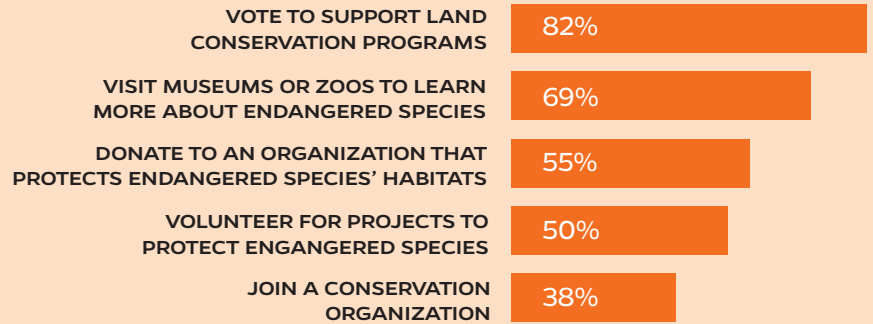 VOTE TO SUPPORT LAND
CONSERVATION PROGRAMS
82%
VISIT MUSEUMS OR ZOOS TO LEARN
MORE ABOUT ENDANGERED SPECIES
69%
DONATE TO AN ORGANIZATION THAT
PROTECTS ENDANGERED SPECIES’ HABITATS
55%
VOLUNTEER FOR PROJECTS TO
PROTECT ENGANGERED SPECIES
50%
JOIN A CONSERVATION
ORGANIZATION
38%